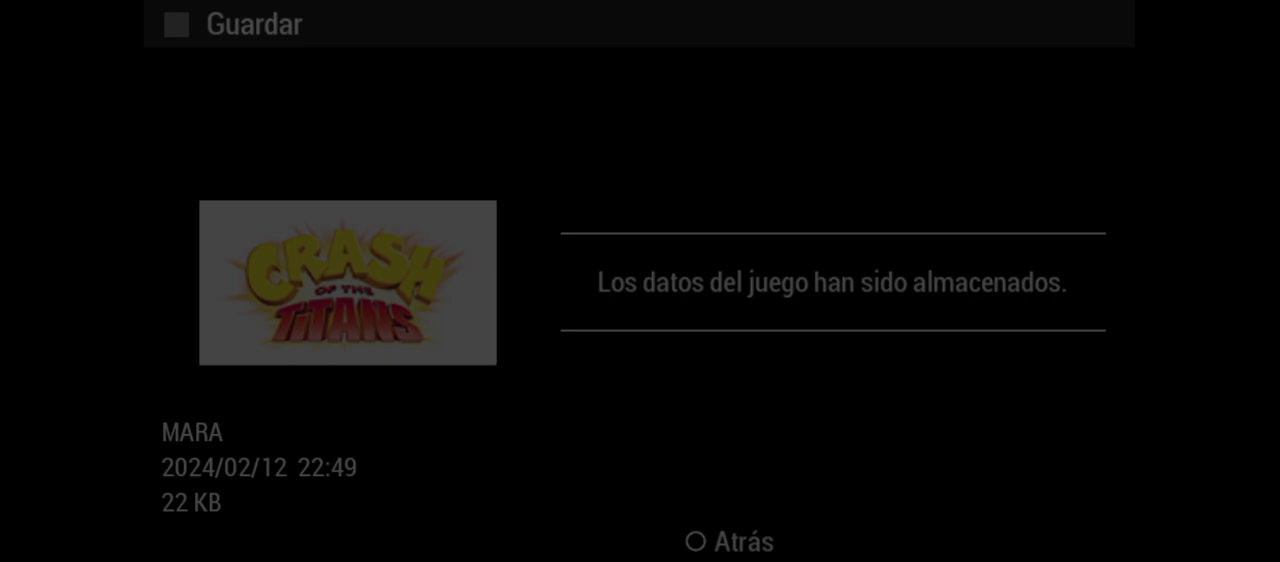 Guardar
CRASH
OF THE
TITANS
Los datos del juego han sido almacenados.
MARA
2024/02/12 22:49
22 KB
Atrás